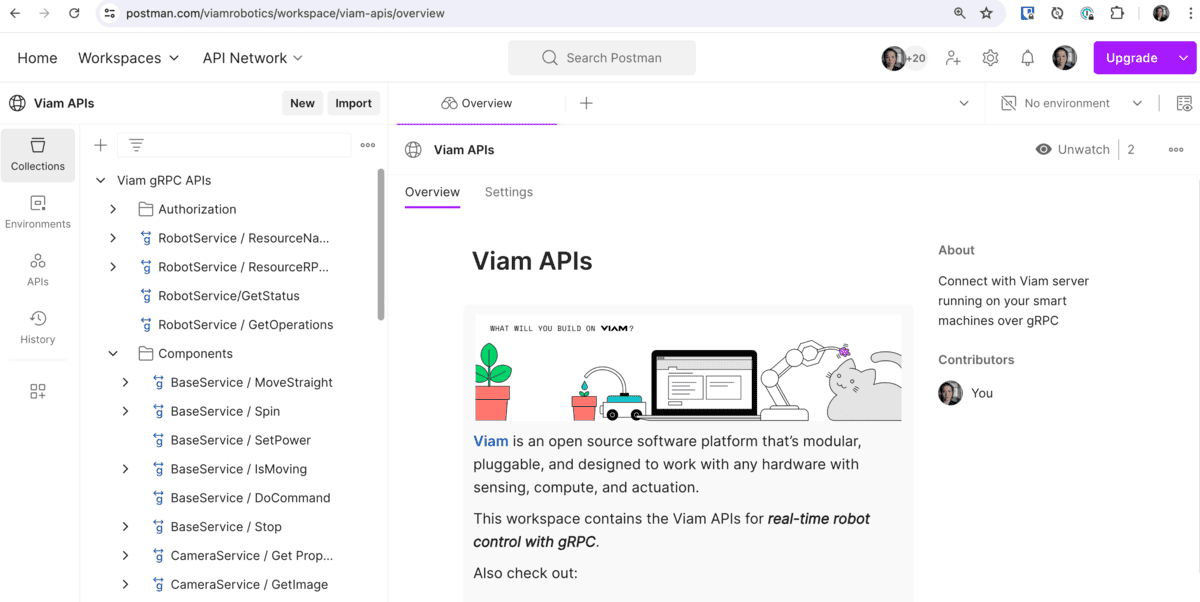 postman.com/viamrobotics/workspace/viam-apis/overview
Home Workspaces API Network Search Postman +20 Upgrade
Viam APIs New Import Overview No environment
Collections
Environments
APIs
History
Viam gRPC APIs
Authorization
RobotService / ResourceNa...
RobotService / ResourceRP...
RobotService/GetStatus
RobotService / GetOperations
Components
BaseService / MoveStraight
BaseService / Spin
BaseService / SetPower
BaseService / IsMoving
BaseService / DoCommand
BaseService / Stop
CameraService / Get Prop...
CameraService / GetImage
Viam APIs Unwatch 2
Overview Settings
Viam APIs
WHAT WILL YOU BUILD ON VIAM?
Viam is an open source software platform that's modular,
pluggable, and designed to work with any hardware with
sensing, compute, and actuation.
This workspace contains the Viam APIs for real-time robot
control with gRPC.
Also check out:
About
Connect with Viam server
running on your smart
machines over gRPC
Contributors
You